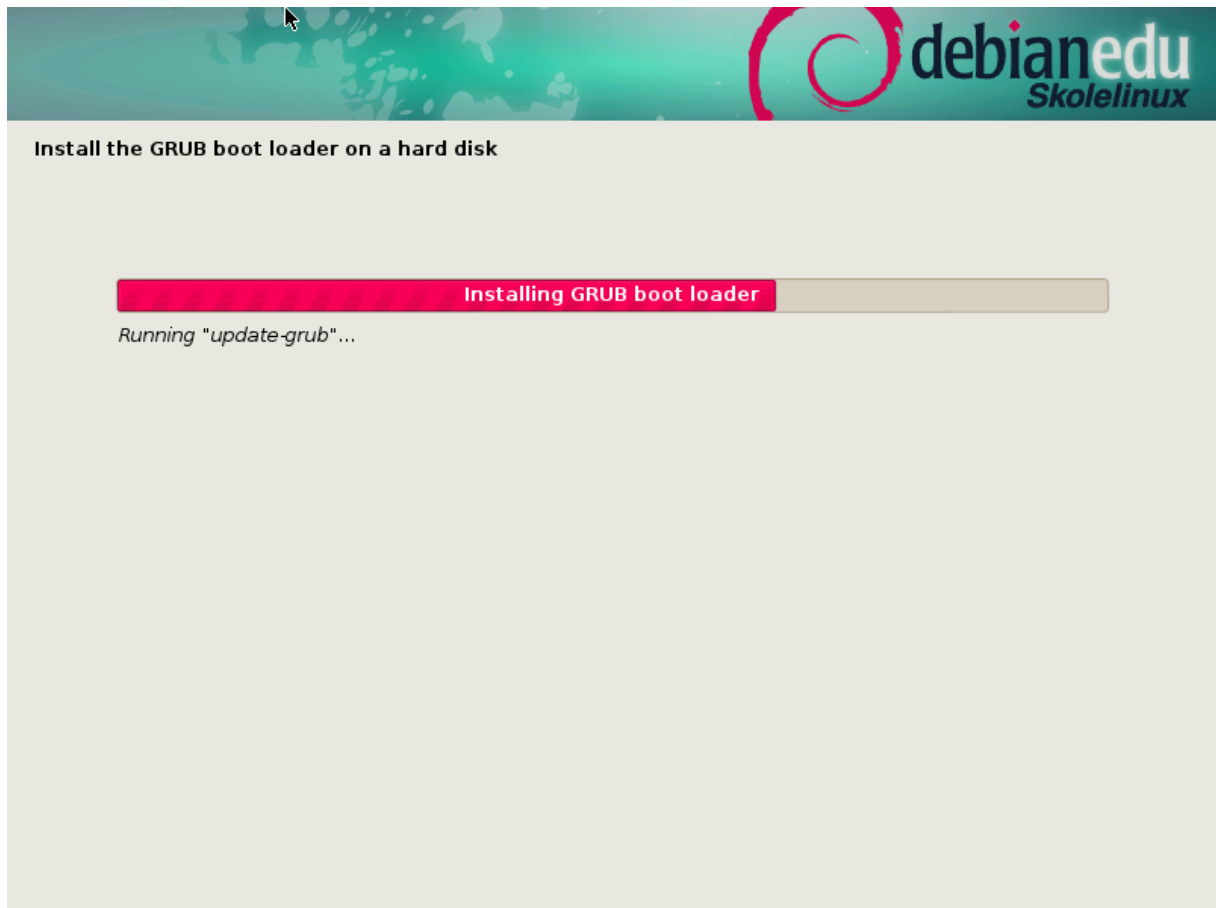 debianedu
Skolelinux
Install the GRUB boot loader on a hard disk
Installing GRUB boot loader
Running "update-grub"...